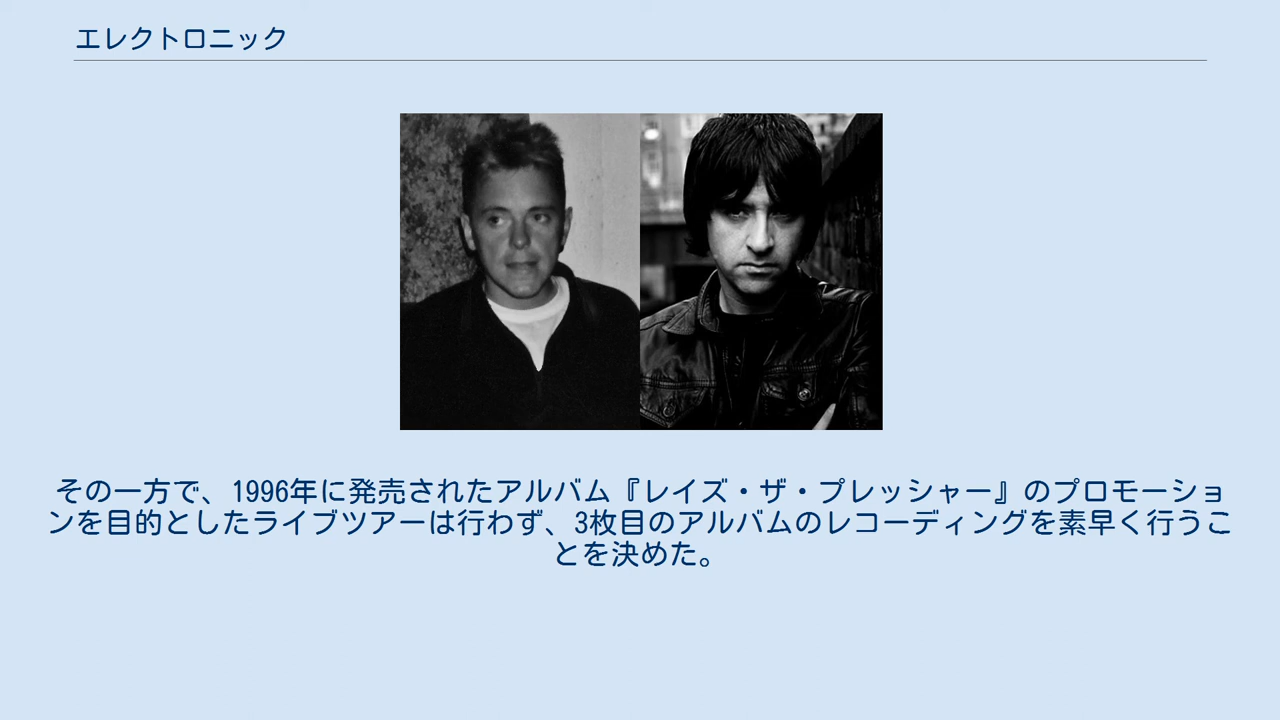 エレクトロニック
その一方で、1996年に発売されたアルバム『レイズ・ザ・プレッシャー』のプロモーショ
ンを目的としたライブツアーは行わず、3枚目のアルバムのレコーディングを素早く行うこ
とを決めた。